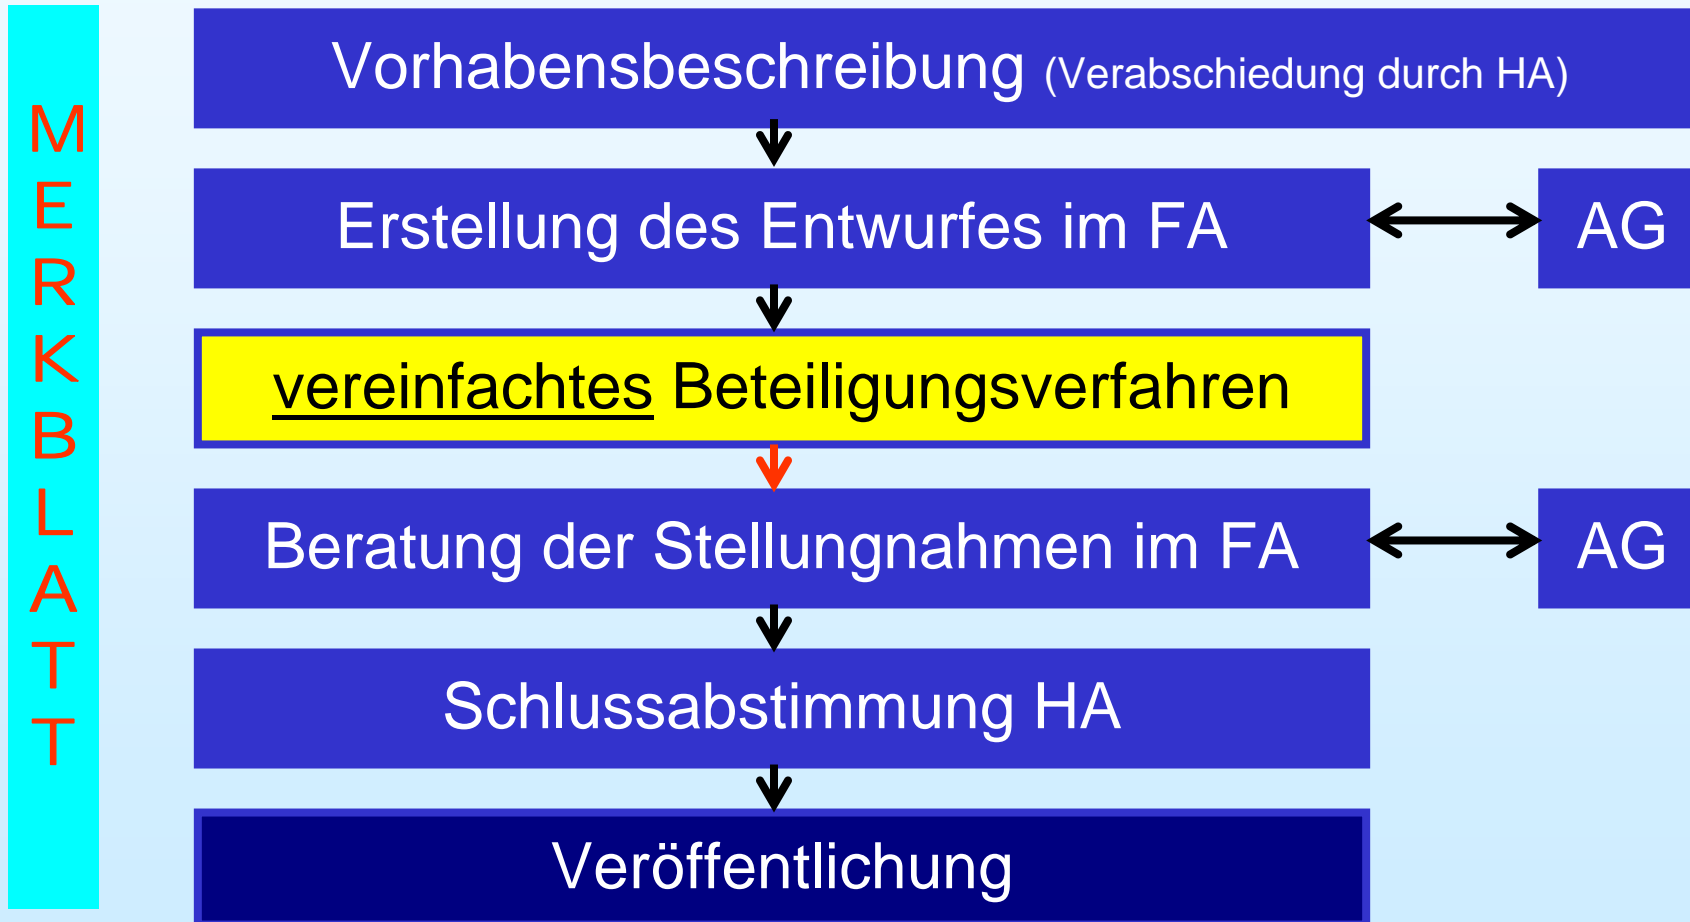 MERKBLATT
Vorhabensbeschreibung (Verabschiedung durch HA)
Erstellung des Entwurfes im FA
AG
vereinfachtes Beteiligungsverfahren
Beratung der Stellungnahmen im FA
AG
Schlussabstimmung HA
Veröffentlichung